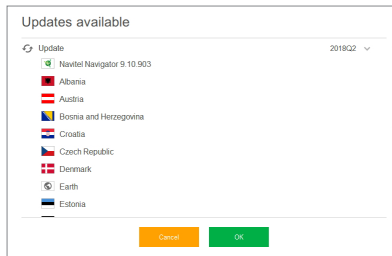 Updates available
Update 2018Q2
Navitel Navigator 9.10.903
Albania
Austria
Bosnia and Herzegovina
Croatia
Czech Republic
Denmark
Earth
Estonia
Cancel OK